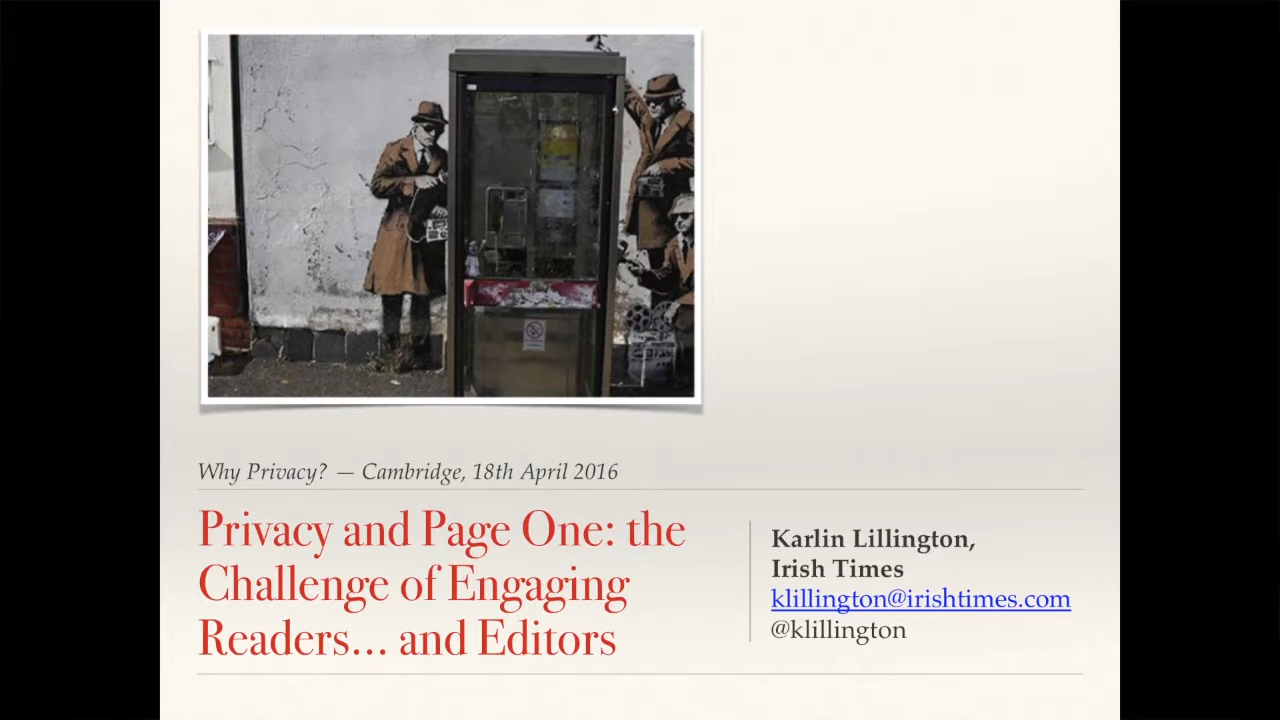 Why Privacy? — Cambridge, 18th April 2016
Privacy and Page One: the
Challenge of Engaging
Readers... and Editors
Karlin Lillington,
Irish Times
klillington@irishtimes.com
@klillington